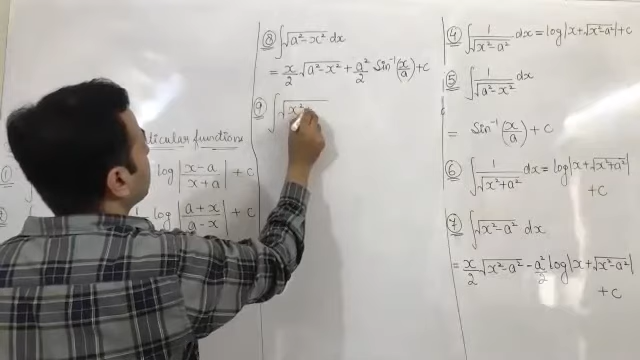 ticular functions
①
log |x-a / x+a| + c
②
log |a+x / a-x| + c
⑧ ∫√a²-x² dx
= x/2 √a²-x² + a²/2 Sin⁻¹(x/a) + c
⑨ ∫√x²
④ ∫ 1/√x²-a² dx = log|x+√x²-a²| + c
⑤ ∫ 1/√a²-x² dx
= Sin⁻¹(x/a) + c
⑥ ∫ 1/√x²+a² dx = log|x+√x²+a²|
+ c
⑦ ∫√x²-a² dx
= x/2 √x²-a² - a²/2 log|x+√x²-a²|
+ c